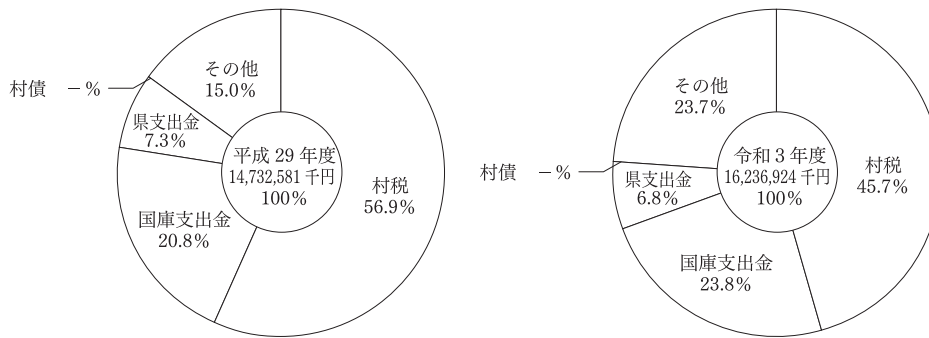 その他
15.0%
村債 －%
県支出金
7.3%
平成 29 年度
14,732,581 千円
100%
村税
56.9%
国庫支出金
20.8%
その他
23.7%
村債 －%
県支出金
6.8%
令和 3 年度
16,236,924 千円
100%
村税
45.7%
国庫支出金
23.8%